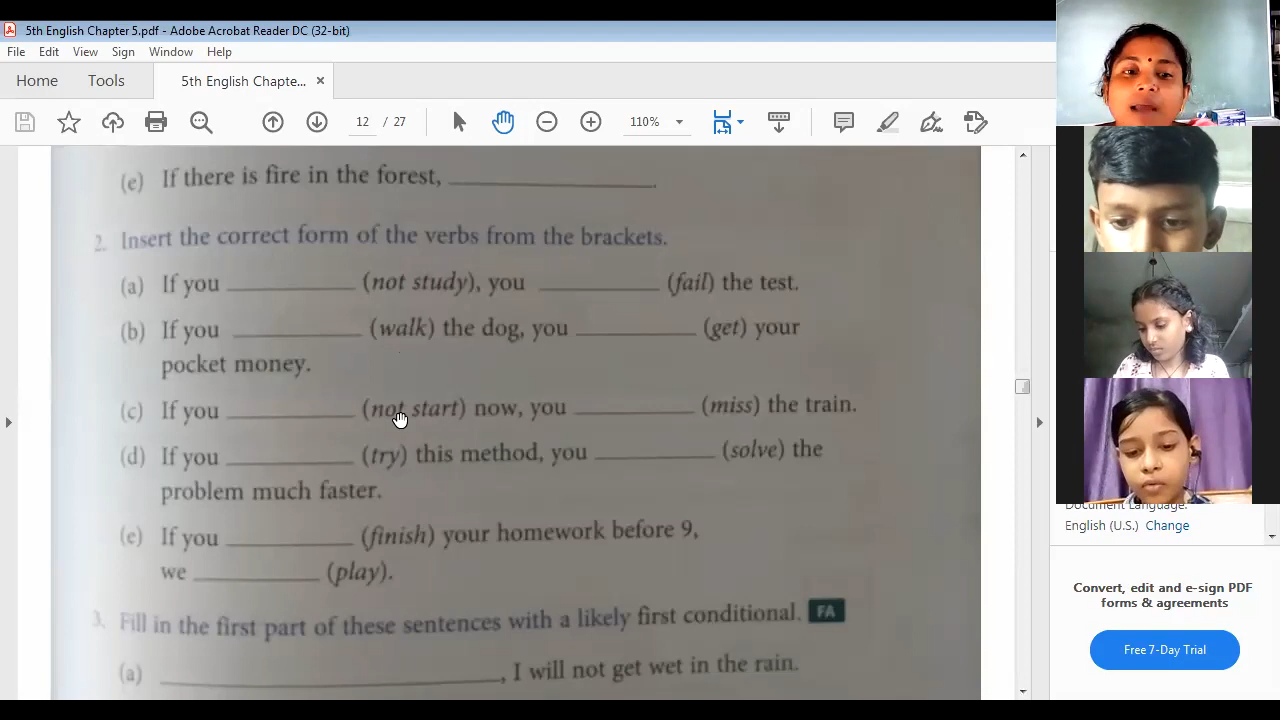 5th English Chapter 5.pdf - Adobe Acrobat Reader DC (32-bit)
File Edit View Sign Window Help
Home Tools 5th English Chapte... ×
12 / 27 110%
(e) If there is fire in the forest, ____________.
2. Insert the correct form of the verbs from the brackets.
(a) If you ____________ (not study), you ____________ (fail) the test.
(b) If you ____________ (walk) the dog, you ____________ (get) your
pocket money.
(c) If you ____________ (not start) now, you ____________ (miss) the train.
(d) If you ____________ (try) this method, you ____________ (solve) the
problem much faster.
(e) If you ____________ (finish) your homework before 9,
we ____________ (play).
3. Fill in the first part of these sentences with a likely first conditional. FA
(a) ____________, I will not get wet in the rain.
Document Language:
English (U.S.) Change
Convert, edit and e-sign PDF
forms & agreements
Free 7-Day Trial